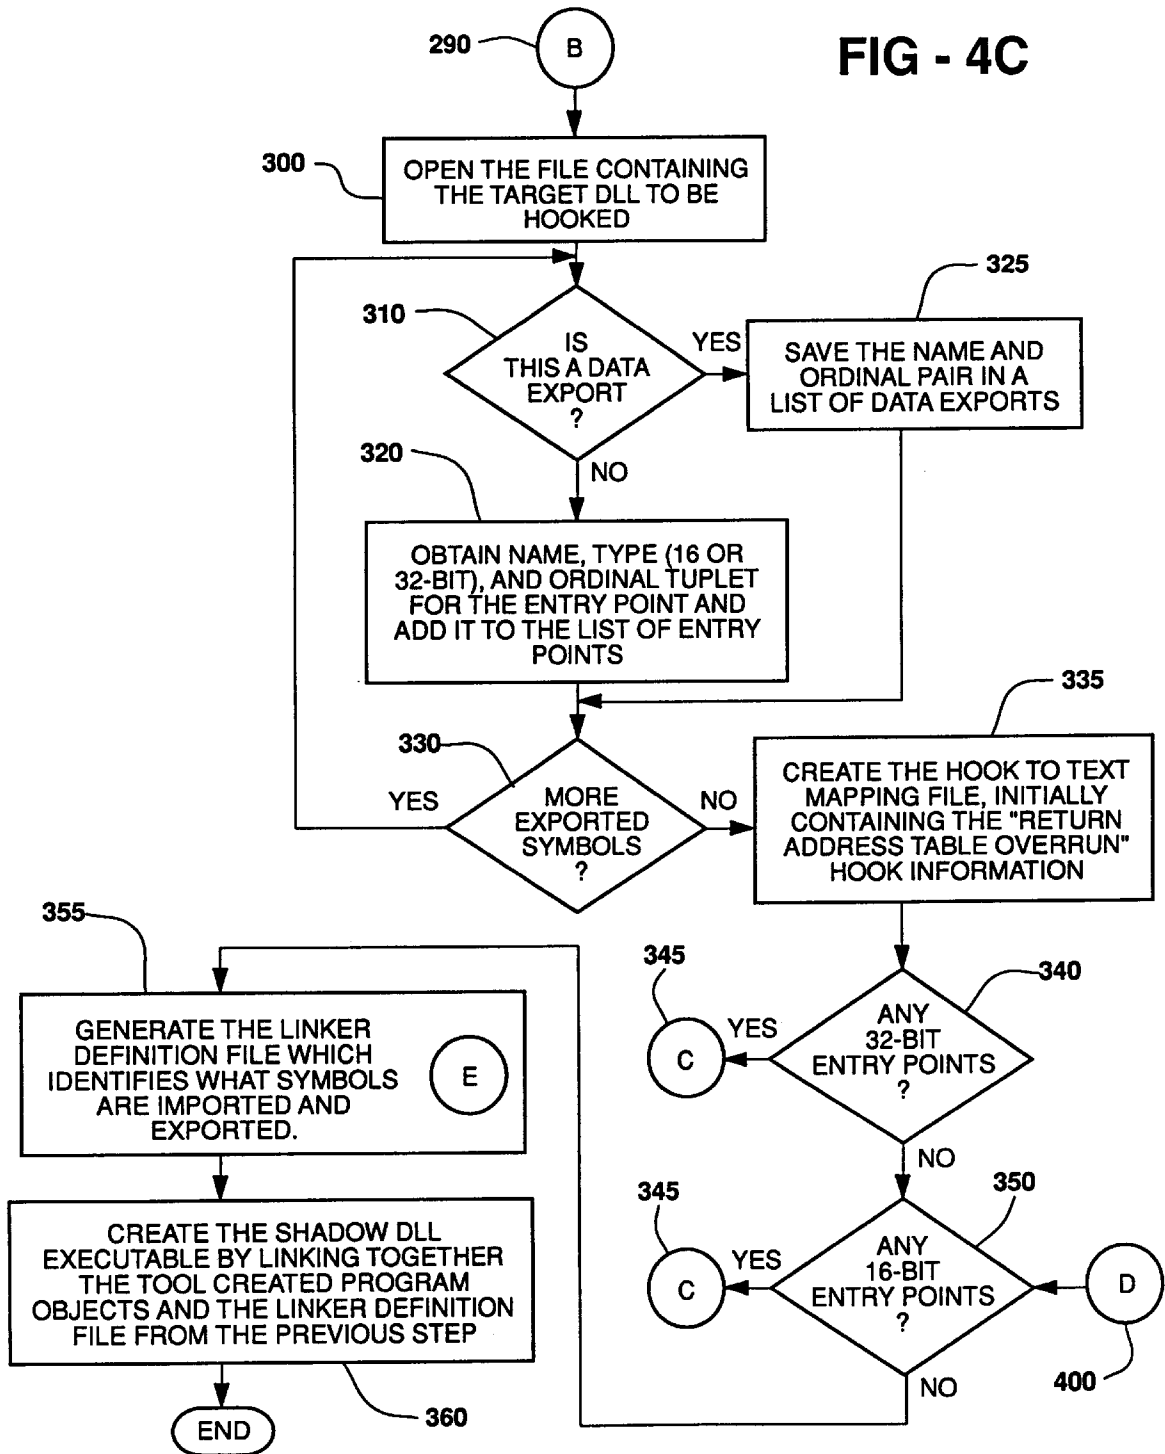 FIG - 4C
290
B
300
OPEN THE FILE CONTAINING
THE TARGET DLL TO BE
HOOKED
310
IS
THIS A DATA
EXPORT
?
YES
325
SAVE THE NAME AND
ORDINAL PAIR IN A
LIST OF DATA EXPORTS
NO
320
OBTAIN NAME, TYPE (16 OR
32-BIT), AND ORDINAL TUPLET
FOR THE ENTRY POINT AND
ADD IT TO THE LIST OF ENTRY
POINTS
330
YES
MORE
EXPORTED
SYMBOLS
?
NO
335
CREATE THE HOOK TO TEXT
MAPPING FILE, INITIALLY
CONTAINING THE "RETURN
ADDRESS TABLE OVERRUN"
HOOK INFORMATION
340
ANY
32-BIT
ENTRY POINTS
?
YES
345
C
NO
350
ANY
16-BIT
ENTRY POINTS
?
YES
345
C
D
400
NO
355
GENERATE THE LINKER
DEFINITION FILE WHICH
IDENTIFIES WHAT SYMBOLS
ARE IMPORTED AND
EXPORTED.
E
CREATE THE SHADOW DLL
EXECUTABLE BY LINKING TOGETHER
THE TOOL CREATED PROGRAM
OBJECTS AND THE LINKER DEFINITION
FILE FROM THE PREVIOUS STEP
360
END